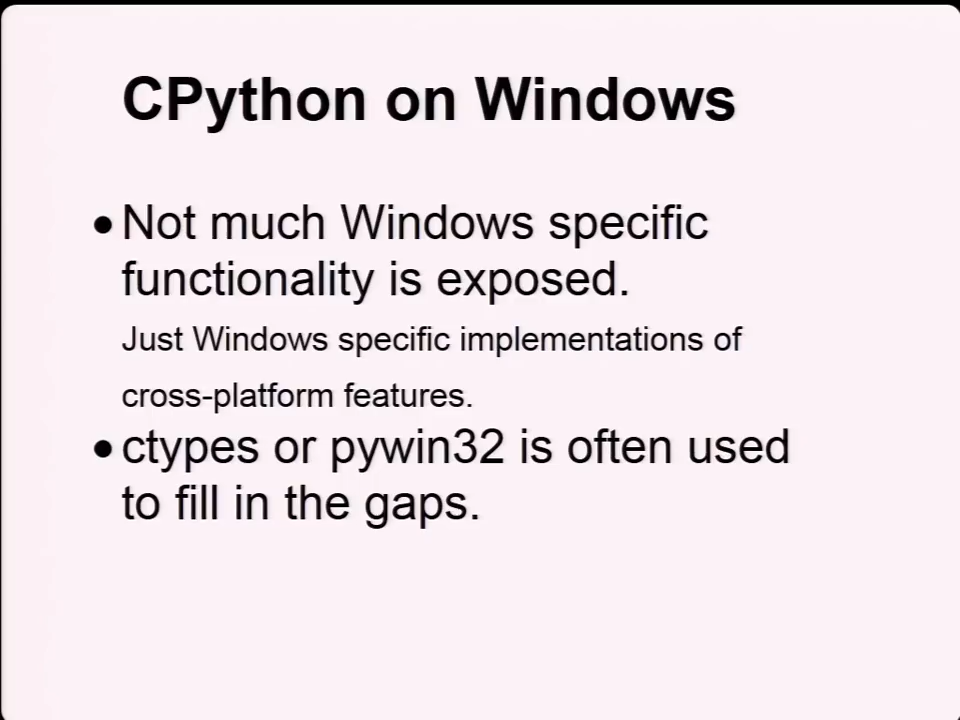 CPython on Windows
• Not much Windows specific
functionality is exposed.
Just Windows specific implementations of
cross-platform features.
• ctypes or pywin32 is often used
to fill in the gaps.